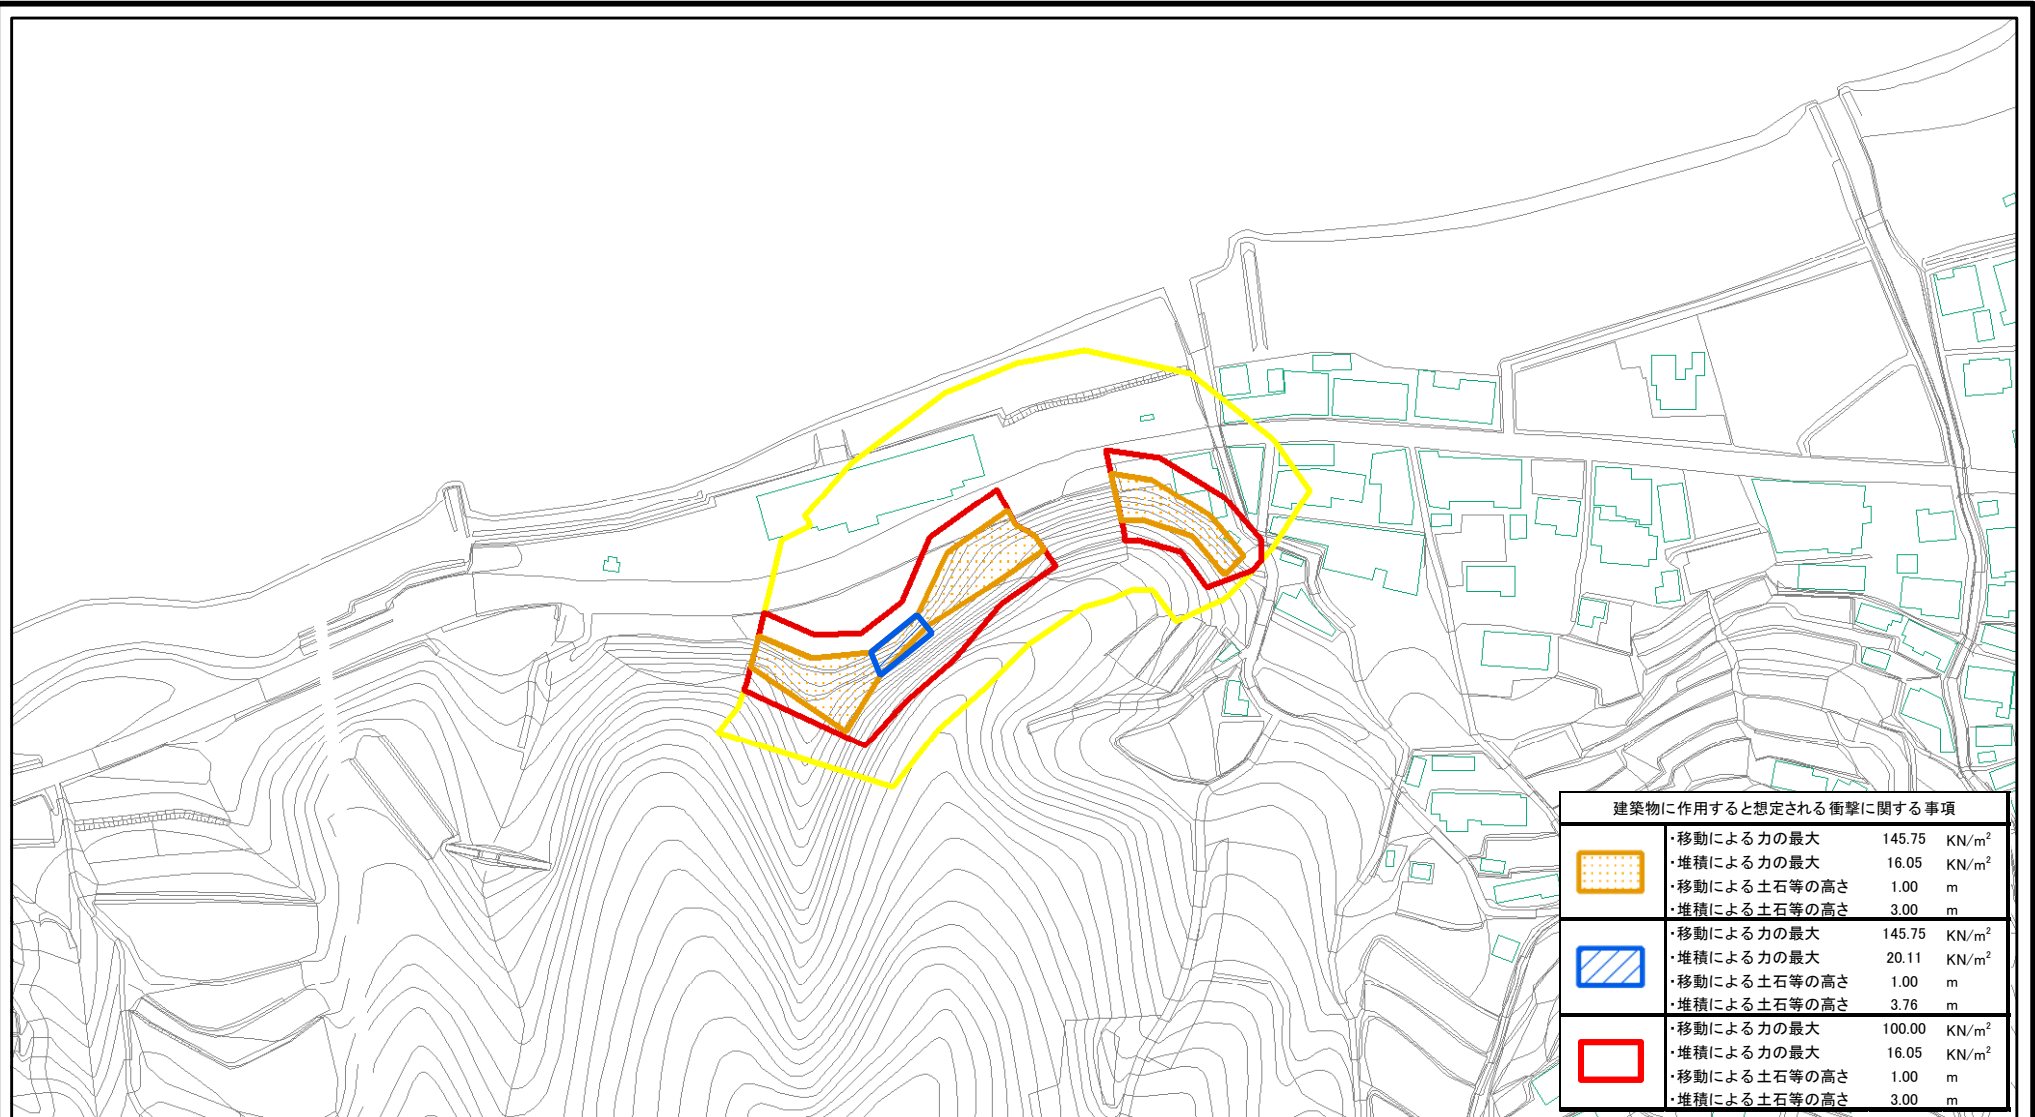 建築物に作用すると想定される衝撃に関する事項
・移動による力の最大 145.75 KN/m²
・堆積による力の最大 16.05 KN/m²
・移動による土石等の高さ 1.00 m
・堆積による土石等の高さ 3.00 m
・移動による力の最大 145.75 KN/m²
・堆積による力の最大 20.11 KN/m²
・移動による土石等の高さ 1.00 m
・堆積による土石等の高さ 3.76 m
・移動による力の最大 100.00 KN/m²
・堆積による力の最大 16.05 KN/m²
・移動による土石等の高さ 1.00 m
・堆積による土石等の高さ 3.00 m